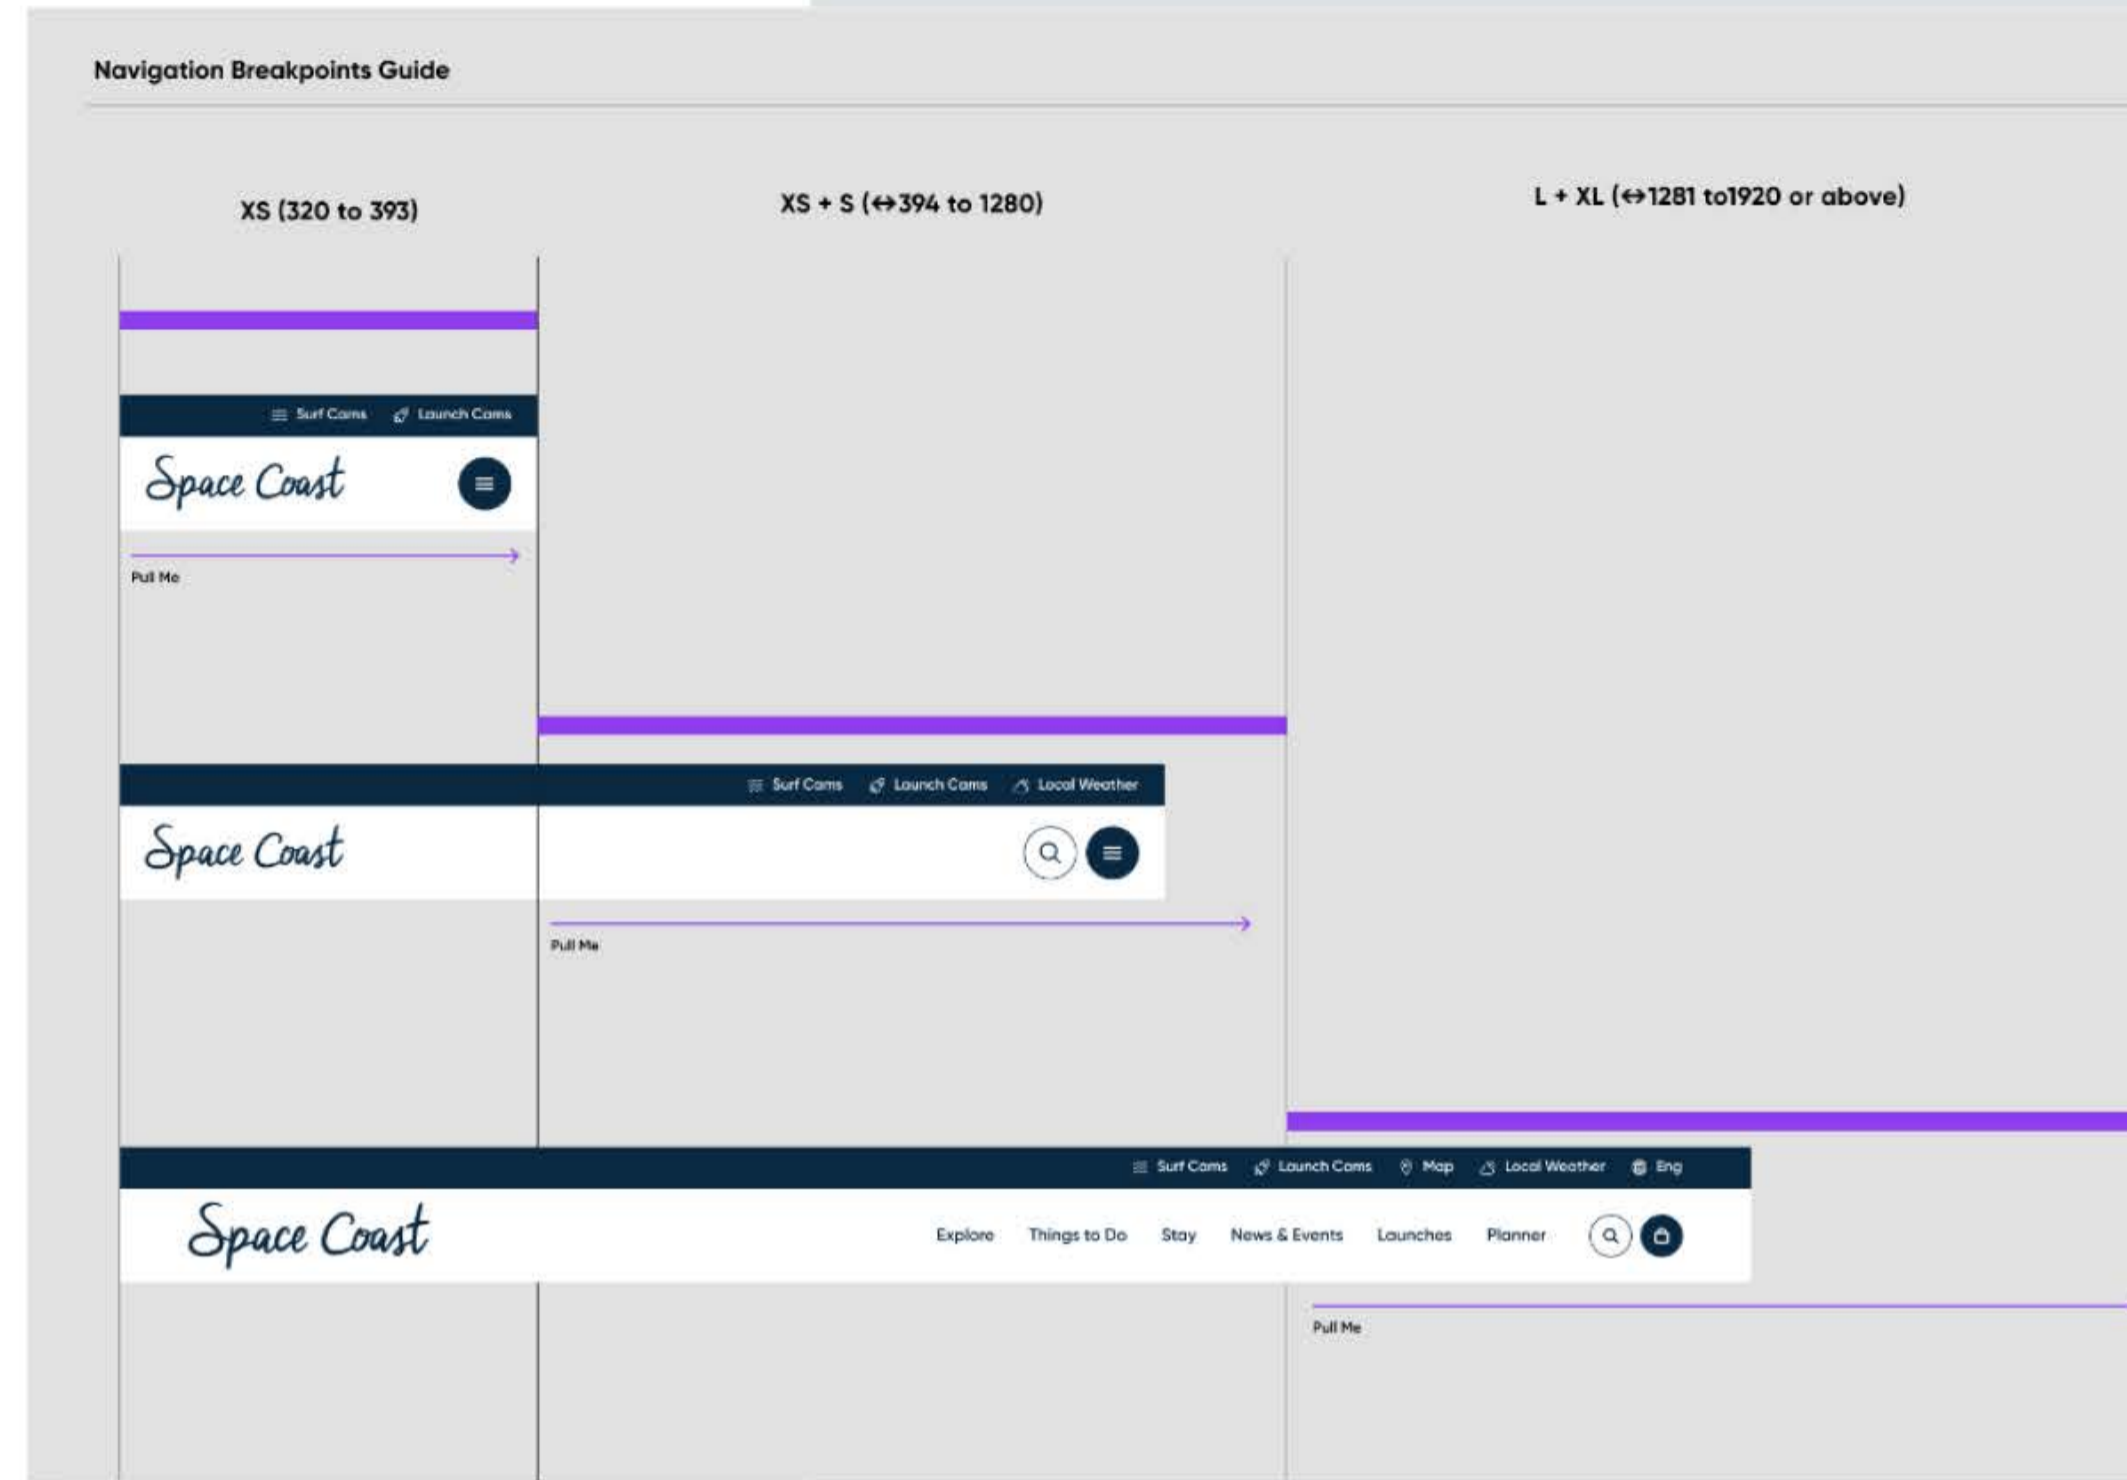 Navigation Breakpoints Guide
XS (320 to 393)
XS + S (↔394 to 1280)
L + XL (↔1281 to1920 or above)
Surf Cams Launch Cams
Space Coast
Pull Me
Surf Cams Launch Cams Local Weather
Space Coast
Pull Me
Surf Cams Launch Cams Map Local Weather Eng
Space Coast Explore Things to Do Stay News & Events Launches Planner
Pull Me